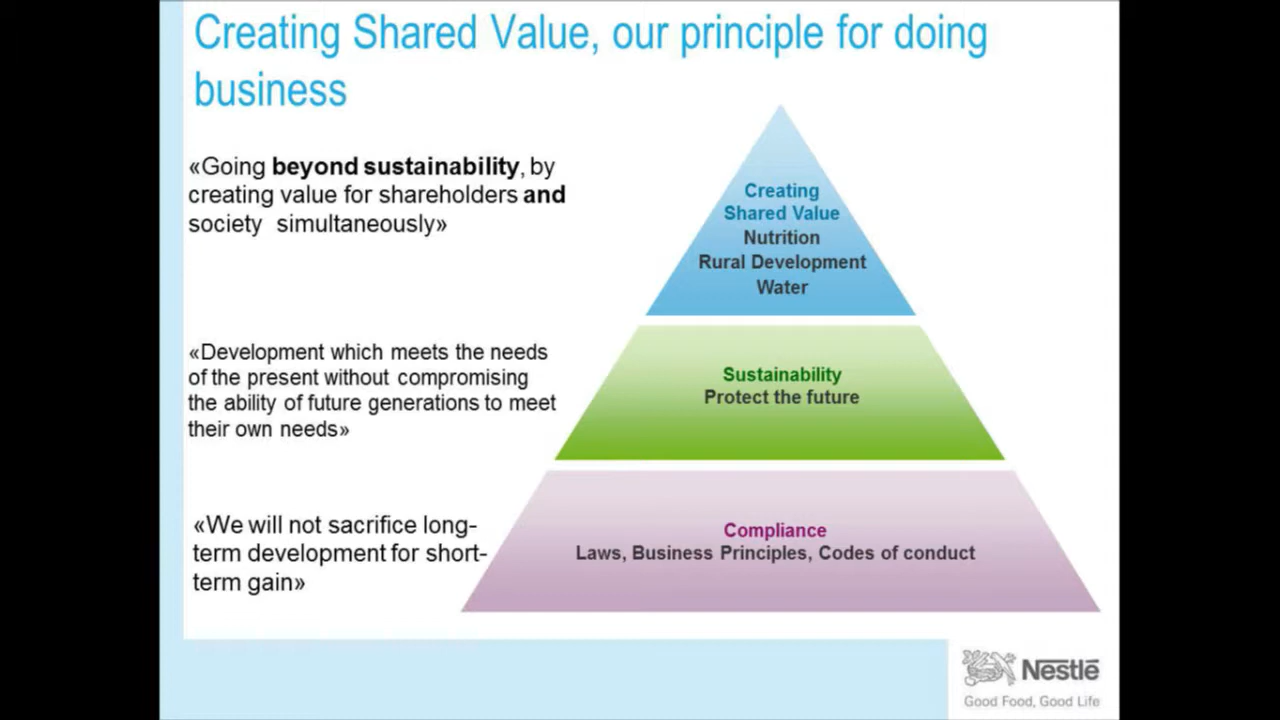 Creating Shared Value, our principle for doing
business
«Going beyond sustainability, by
creating value for shareholders and
society simultaneously»
Creating
Shared Value
Nutrition
Rural Development
Water
«Development which meets the needs
of the present without compromising
the ability of future generations to meet
their own needs»
Sustainability
Protect the future
«We will not sacrifice long-
term development for short-
term gain»
Compliance
Laws, Business Principles, Codes of conduct
Nestlé
Good Food, Good Life